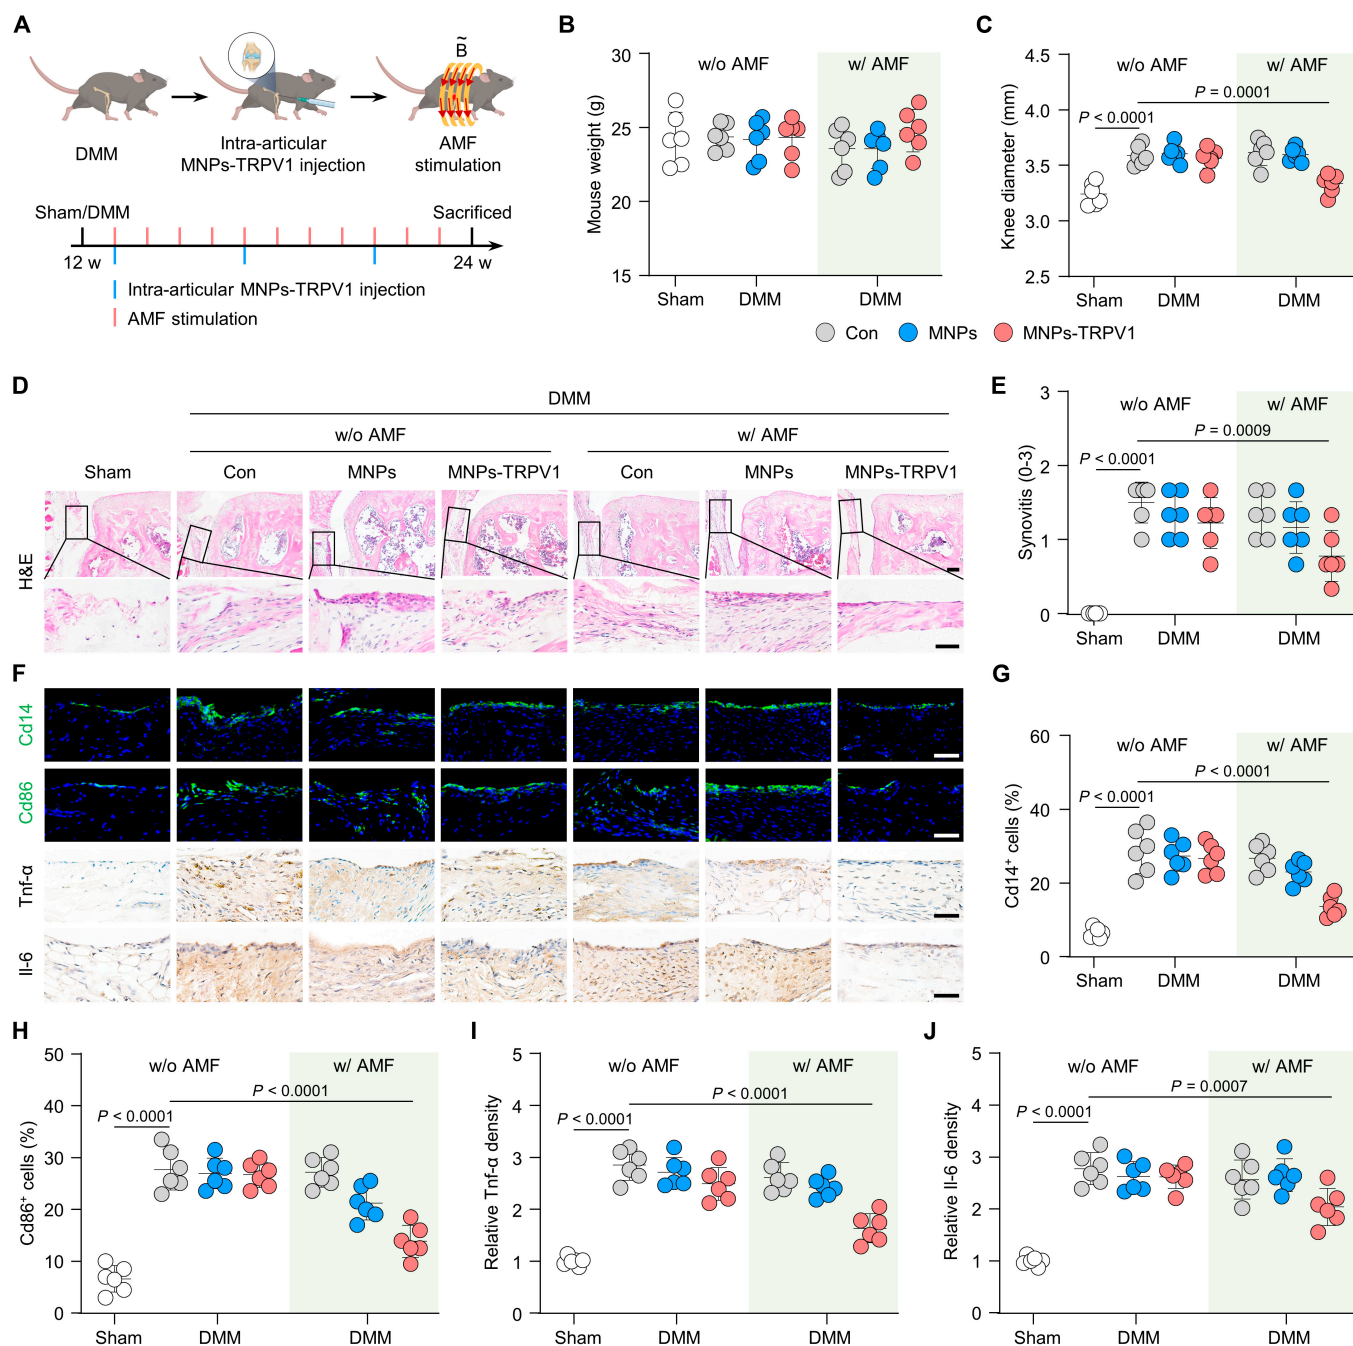 A
B̃
DMM
Intra-articular
MNPs-TRPV1 injection
AMF
stimulation
Sham/DMM
Sacrificed
12 w
24 w
Intra-articular MNPs-TRPV1 injection
AMF stimulation
B
Mouse weight (g)
30
25
20
15
w/o AMF
w/ AMF
Sham
DMM
DMM
C
Knee diameter (mm)
4.5
4.0
3.5
3.0
2.5
w/o AMF
w/ AMF
P = 0.0001
P < 0.0001
Sham
DMM
DMM
Con
MNPs
MNPs-TRPV1
D
DMM
w/o AMF
w/ AMF
Sham
Con
MNPs
MNPs-TRPV1
Con
MNPs
MNPs-TRPV1
H&E
E
Synovitis (0-3)
3
2
1
0
w/o AMF
w/ AMF
P = 0.0009
P < 0.0001
Sham
DMM
DMM
F
Cd14
Cd86
Tnf-α
Il-6
G
Cd14⁺ cells (%)
60
40
20
0
w/o AMF
w/ AMF
P < 0.0001
P < 0.0001
Sham
DMM
DMM
H
Cd86⁺ cells (%)
50
40
30
20
10
0
w/o AMF
w/ AMF
P < 0.0001
P < 0.0001
Sham
DMM
DMM
I
Relative Tnf-α density
5
4
3
2
1
0
w/o AMF
w/ AMF
P < 0.0001
P < 0.0001
Sham
DMM
DMM
J
Relative Il-6 density
5
4
3
2
1
0
w/o AMF
w/ AMF
P = 0.0007
P < 0.0001
Sham
DMM
DMM